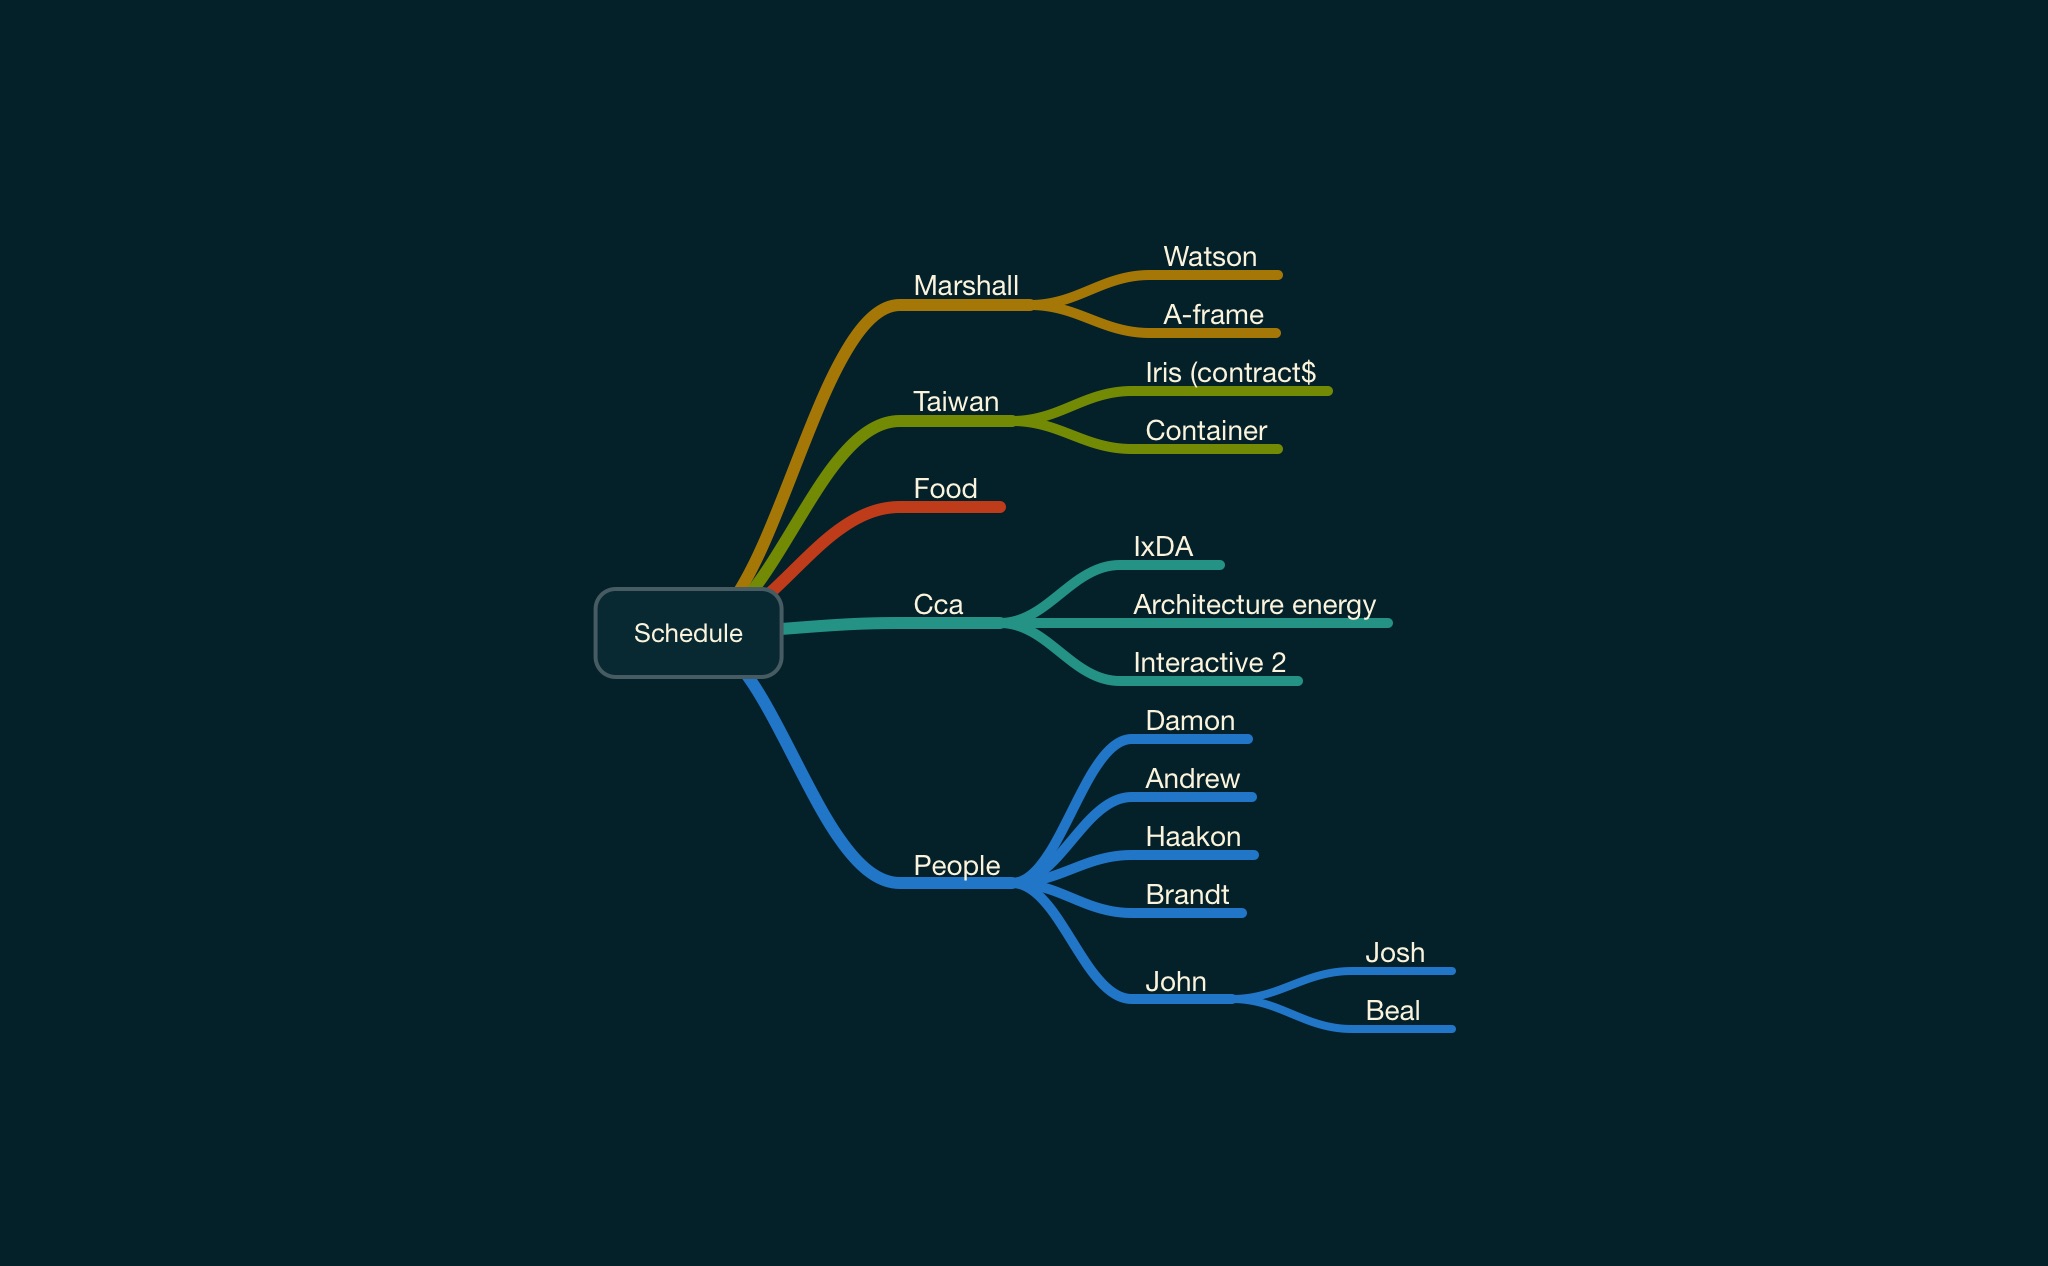 Schedule
Marshall
Watson
A-frame
Taiwan
Iris (contract$
Container
Food
Cca
IxDA
Architecture energy
Interactive 2
People
Damon
Andrew
Haakon
Brandt
John
Josh
Beal